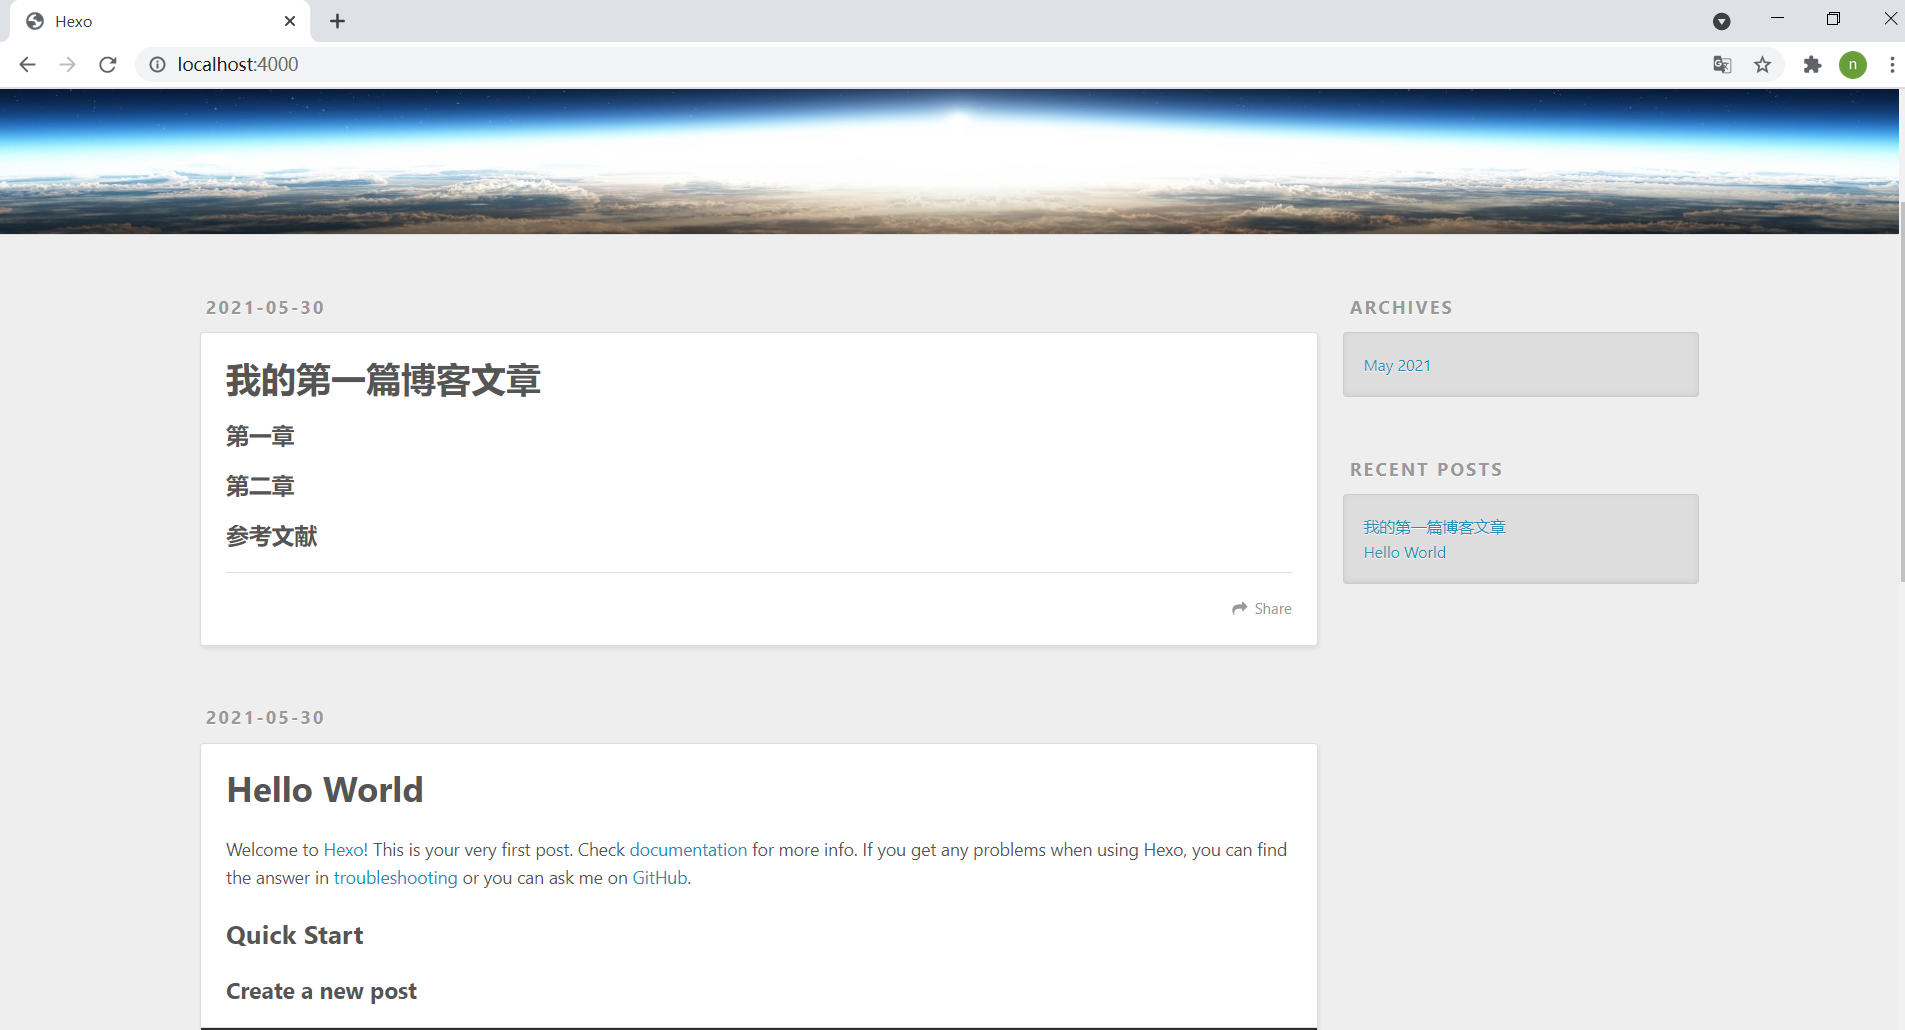 Hexo
localhost:4000
n
2021-05-30
我的第一篇博客文章
第一章
第二章
参考文献
Share
2021-05-30
Hello World
Welcome to Hexo! This is your very first post. Check documentation for more info. If you get any problems when using Hexo, you can find
the answer in troubleshooting or you can ask me on GitHub.
Quick Start
Create a new post
ARCHIVES
May 2021
RECENT POSTS
我的第一篇博客文章
Hello World